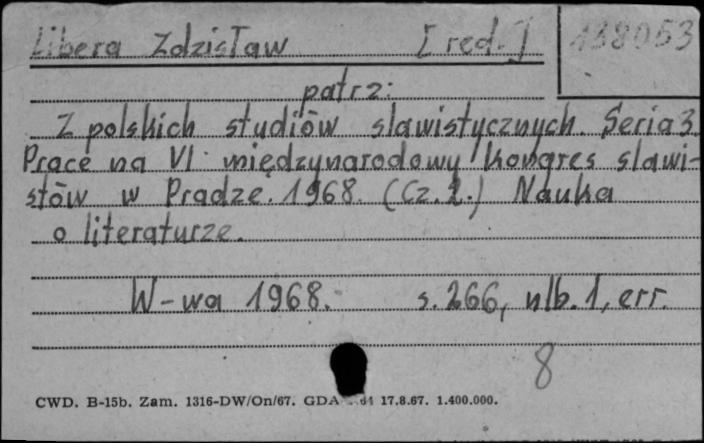 Libera Zdzisław [red.] 138053
patrz:
Z polskich studiów slawistycznych. Seria 3.
Prace na VI międzynarodowy kongres slawi-
stów w Pradze. 1968. (Cz. 2.) Nauka
o literaturze.
W-wa 1968. s. 266, nlb. 1, err.
8
CWD. B-15b. Zam. 1316-DW/On/67. GDA 17.8.67. 1.400.000.